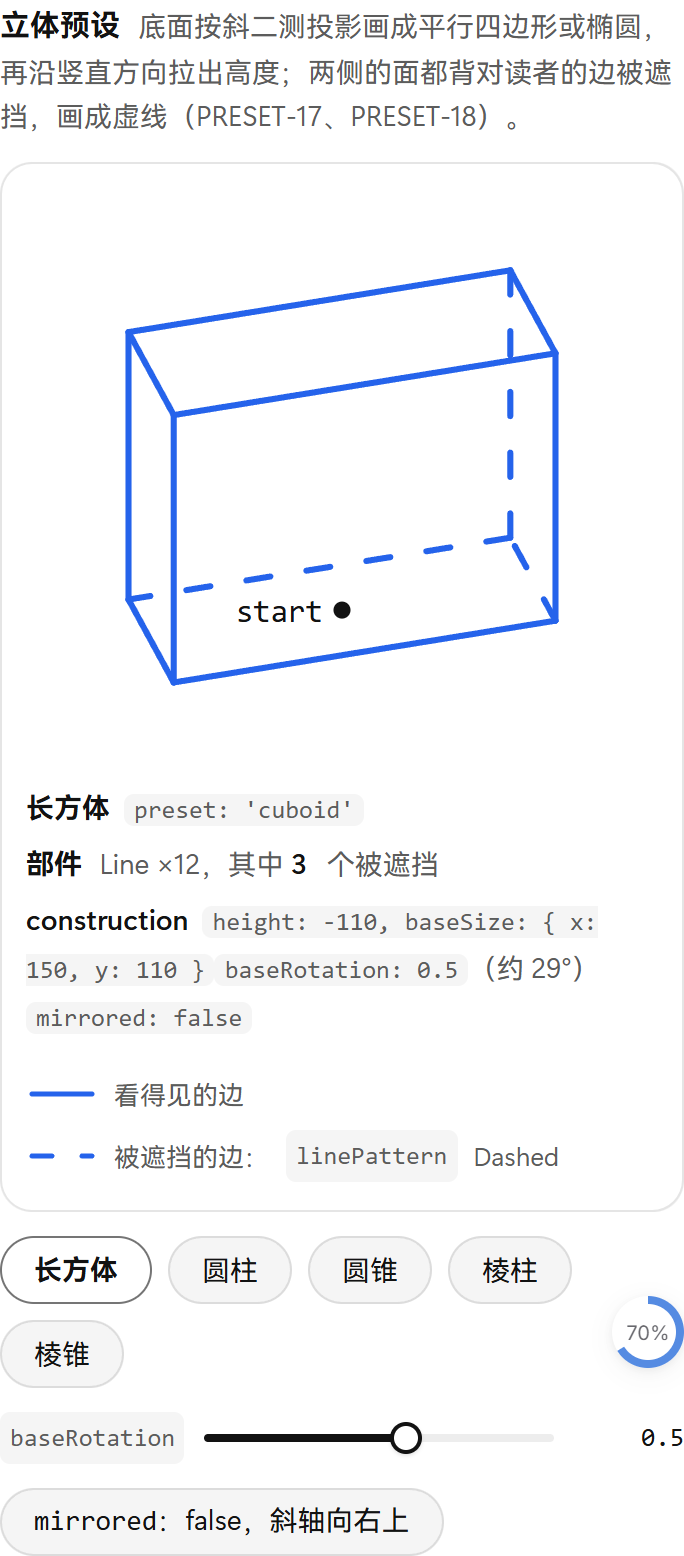 立体预设 底面按斜二测投影画成平行四边形或椭圆，
再沿竖直方向拉出高度；两侧的面都背对读者的边被遮
挡，画成虚线（PRESET-17、PRESET-18）。
start
长方体 preset: 'cuboid'
部件 Line ×12，其中 3 个被遮挡
construction height: -110, baseSize: { x:
150, y: 110 } baseRotation: 0.5 （约 29°）
mirrored: false
看得见的边
被遮挡的边： linePattern Dashed
长方体 圆柱 圆锥 棱柱
70%
棱锥
baseRotation 0.5
mirrored: false，斜轴向右上